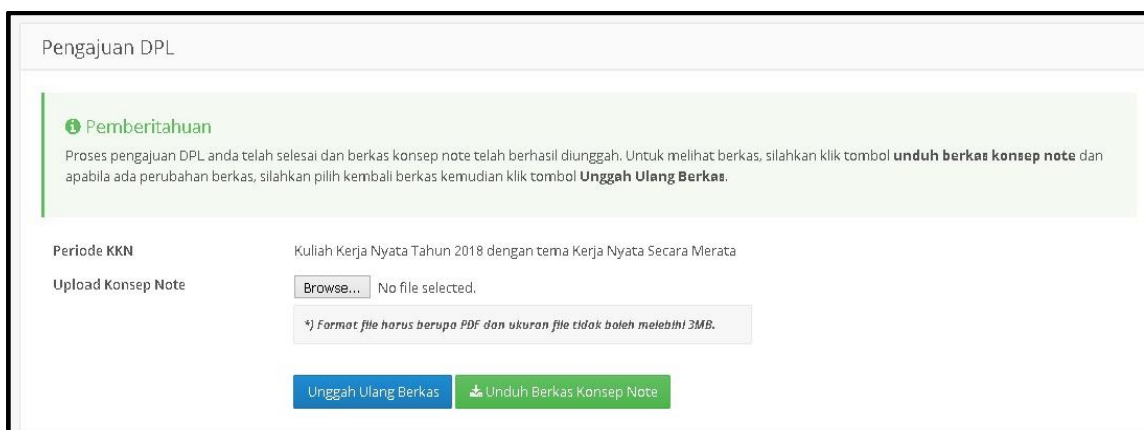 Pengajuan DPL
Pemberitahuan
Proses pengajuan DPL anda telah selesai dan berkas konsep note telah berhasil diunggah. Untuk melihat berkas, silahkan klik tombol unduh berkas konsep note dan
apabila ada perubahan berkas, silahkan pilih kembali berkas kemudian klik tombol Unggah Ulang Berkas.
Periode KKN Kuliah Kerja Nyata Tahun 2018 dengan tema Kerja Nyata Secara Merata
Upload Konsep Note Browse... No file selected.
*) Format file harus berupa PDF dan ukuran file tidak boleh melebihi 3MB.
Unggah Ulang Berkas Unduh Berkas Konsep Note